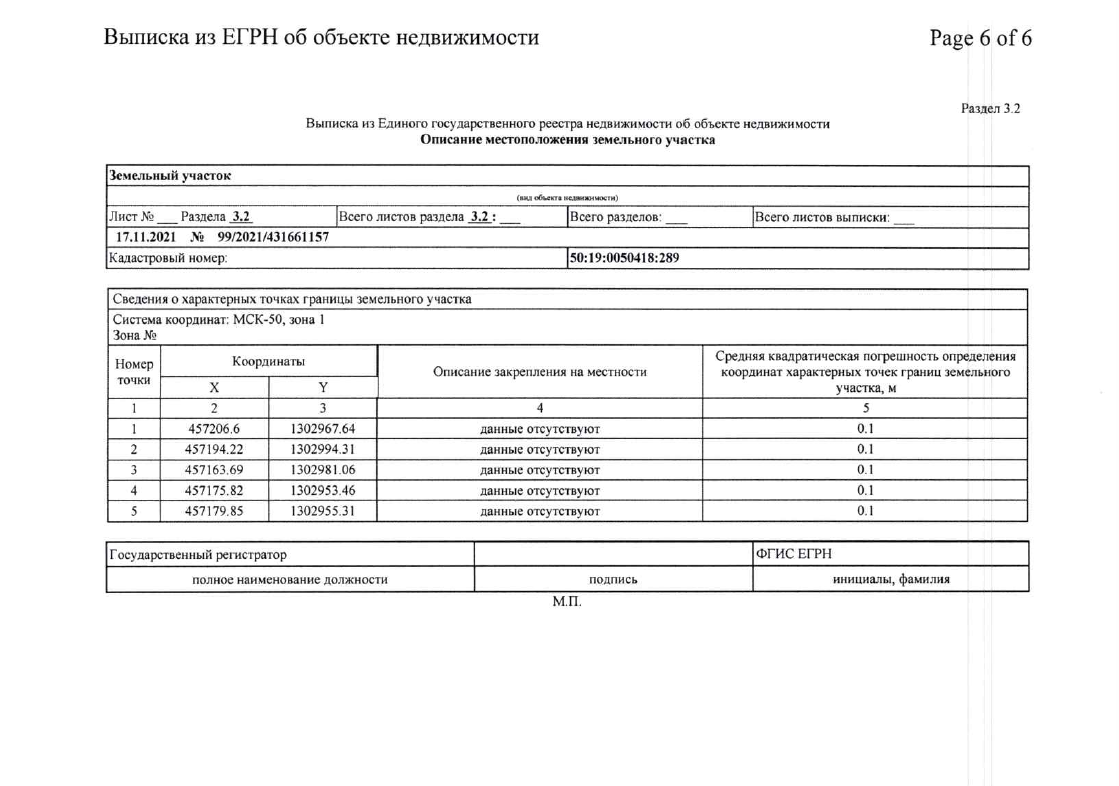 Выписка из ЕГРН об объекте недвижимости Page 6 of 6
Раздел 3.2
Выписка из Единого государственного реестра недвижимости об объекте недвижимости
Описание местоположения земельного участка
Земельный участок
(вид объекта недвижимости)
Лист № ___ Раздела 3.2 Всего листов раздела 3.2 : ___ Всего разделов: ___ Всего листов выписки: ___
17.11.2021 № 99/2021/431661157
Кадастровый номер: 50:19:0050418:289
Сведения о характерных точках границы земельного участка
Система координат: МСК-50, зона 1
Зона №
Номер точки Координаты Описание закрепления на местности Средняя квадратическая погрешность определения координат характерных точек границ земельного участка, м
X Y
1 2 3 4 5
1 457206.6 1302967.64 данные отсутствуют 0.1
2 457194.22 1302994.31 данные отсутствуют 0.1
3 457163.69 1302981.06 данные отсутствуют 0.1
4 457175.82 1302953.46 данные отсутствуют 0.1
5 457179.85 1302955.31 данные отсутствуют 0.1
Государственный регистратор ФГИС ЕГРН
полное наименование должности подпись инициалы, фамилия
М.П.